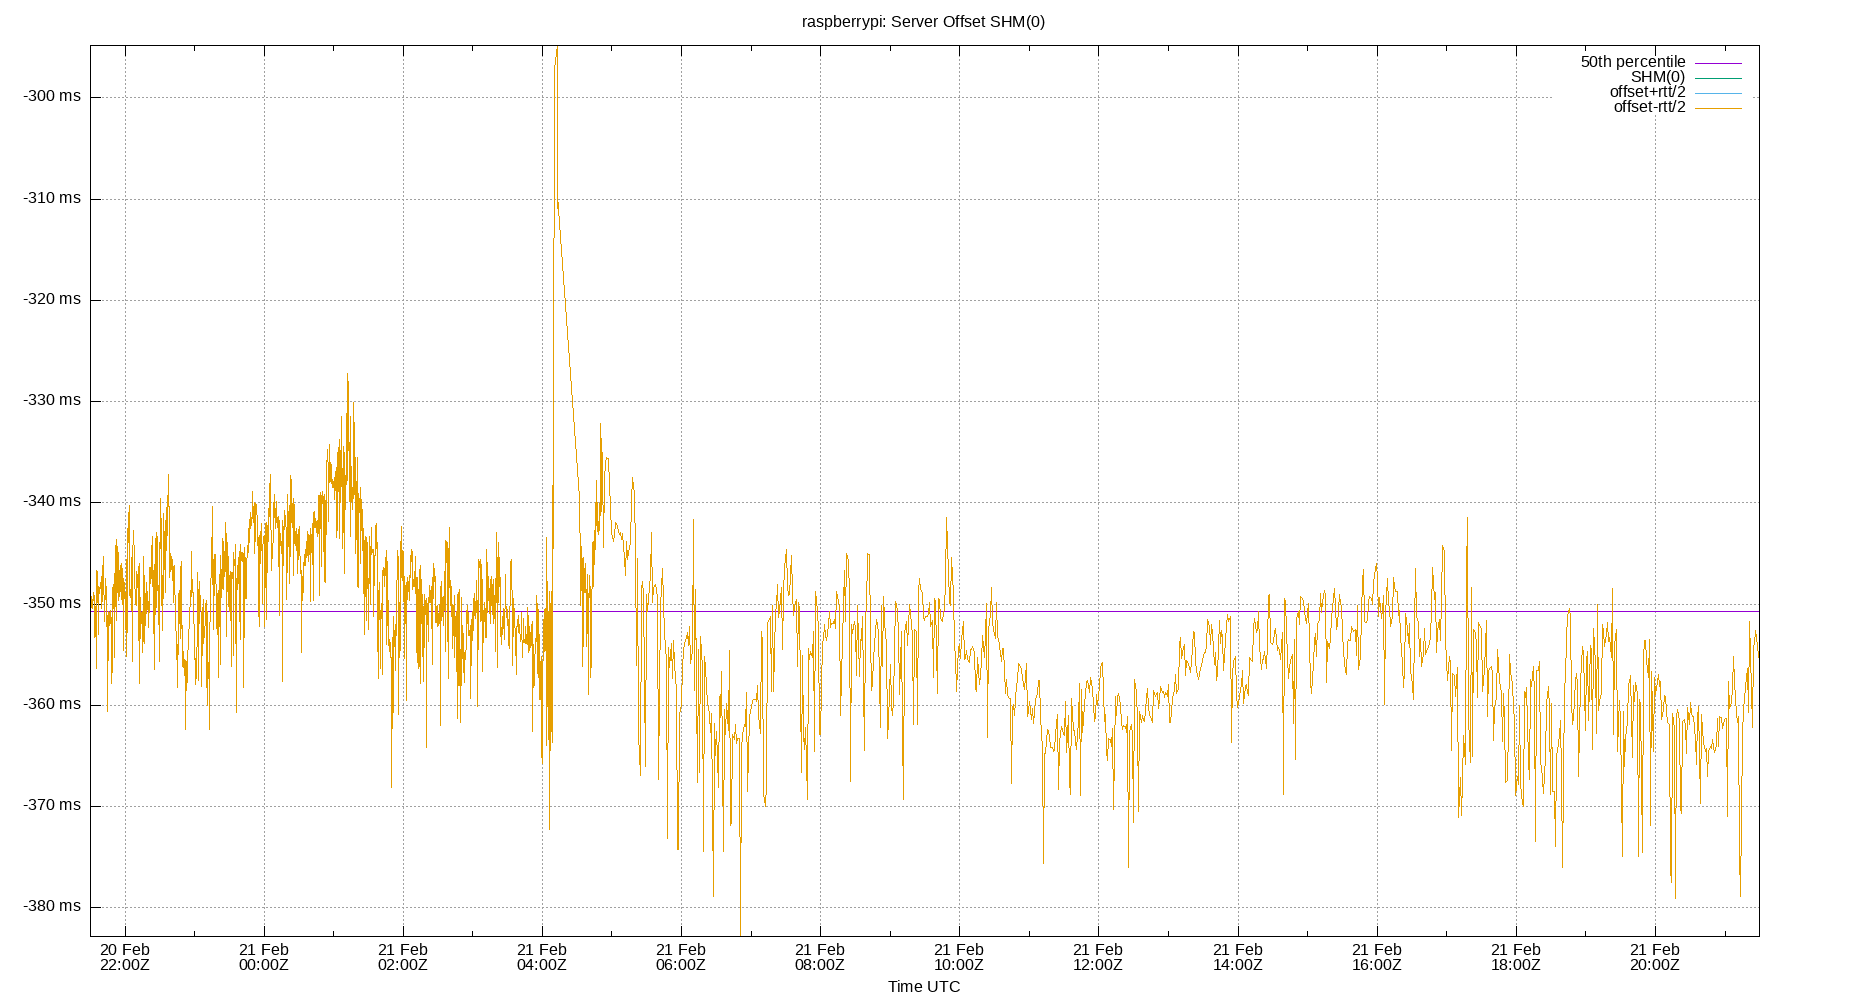 raspberrypi: Server Offset SHM(0)
50th percentile
SHM(0)
offset+rtt/2
offset-rtt/2
-300 ms
-310 ms
-320 ms
-330 ms
-340 ms
-350 ms
-360 ms
-370 ms
-380 ms
20 Feb 21 Feb 21 Feb 21 Feb 21 Feb 21 Feb 21 Feb 21 Feb 21 Feb 21 Feb 21 Feb 21 Feb
22:00Z 00:00Z 02:00Z 04:00Z 06:00Z 08:00Z 10:00Z 12:00Z 14:00Z 16:00Z 18:00Z 20:00Z
Time UTC